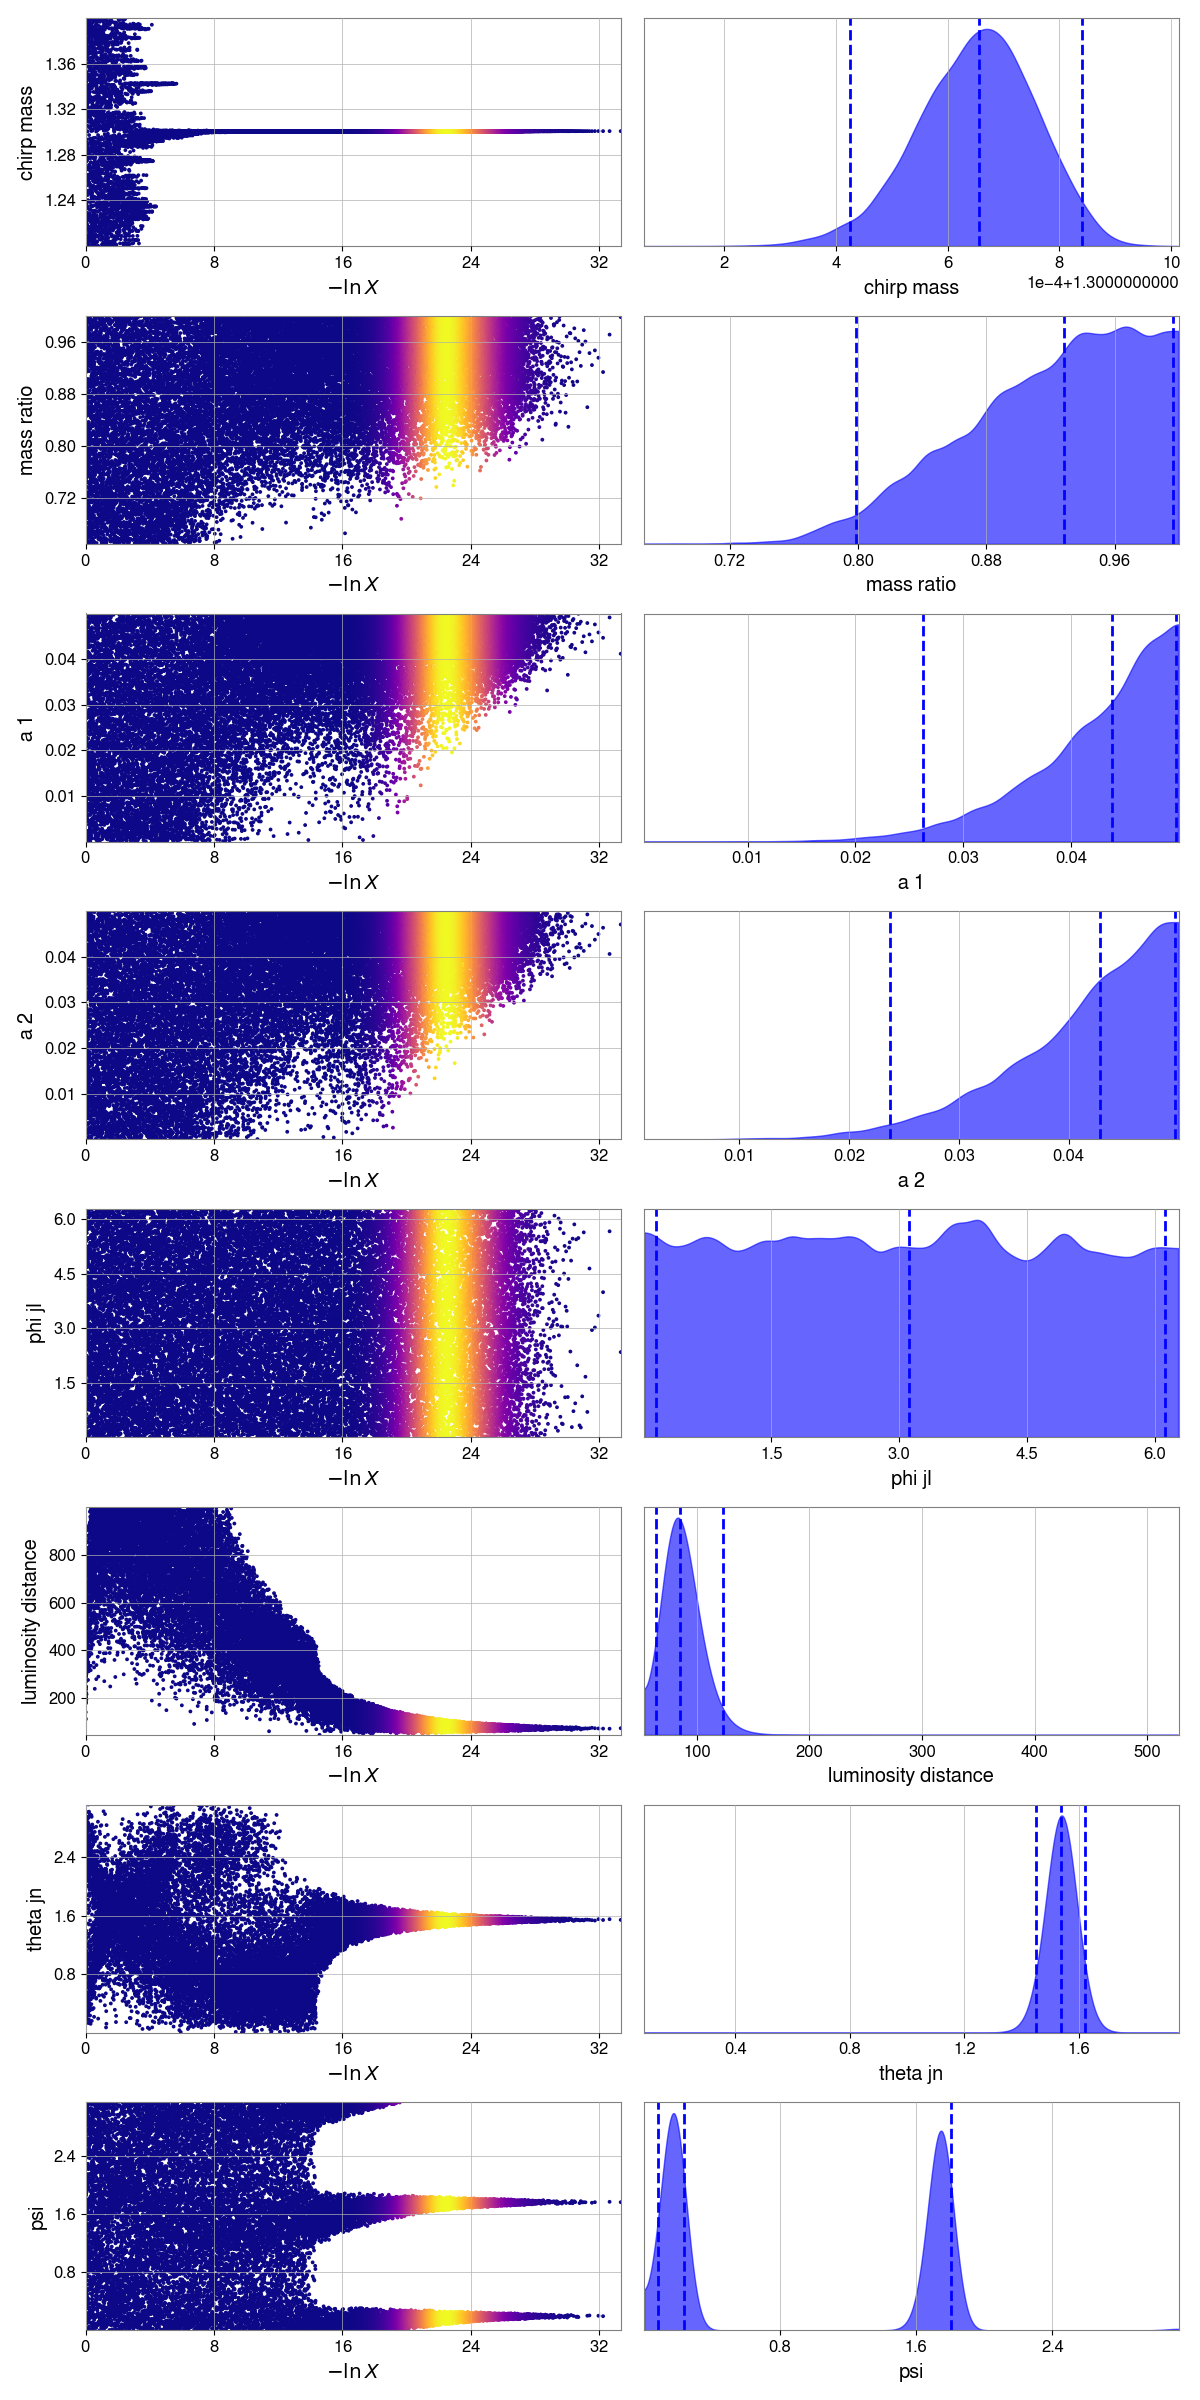 chirp mass
1.36
1.32
1.28
1.24
0 8 16 24 32
−ln X
2 4 6 8 10
1e−4+1.3000000000
chirp mass
mass ratio
0.96
0.88
0.80
0.72
0 8 16 24 32
−ln X
0.72 0.80 0.88 0.96
mass ratio
a 1
0.04
0.03
0.02
0.01
0 8 16 24 32
−ln X
0.01 0.02 0.03 0.04
a 1
a 2
0.04
0.03
0.02
0.01
0 8 16 24 32
−ln X
0.01 0.02 0.03 0.04
a 2
phi jl
6.0
4.5
3.0
1.5
0 8 16 24 32
−ln X
1.5 3.0 4.5 6.0
phi jl
luminosity distance
800
600
400
200
0 8 16 24 32
−ln X
100 200 300 400 500
luminosity distance
theta jn
2.4
1.6
0.8
0 8 16 24 32
−ln X
0.4 0.8 1.2 1.6
theta jn
psi
2.4
1.6
0.8
0 8 16 24 32
−ln X
0.8 1.6 2.4
psi